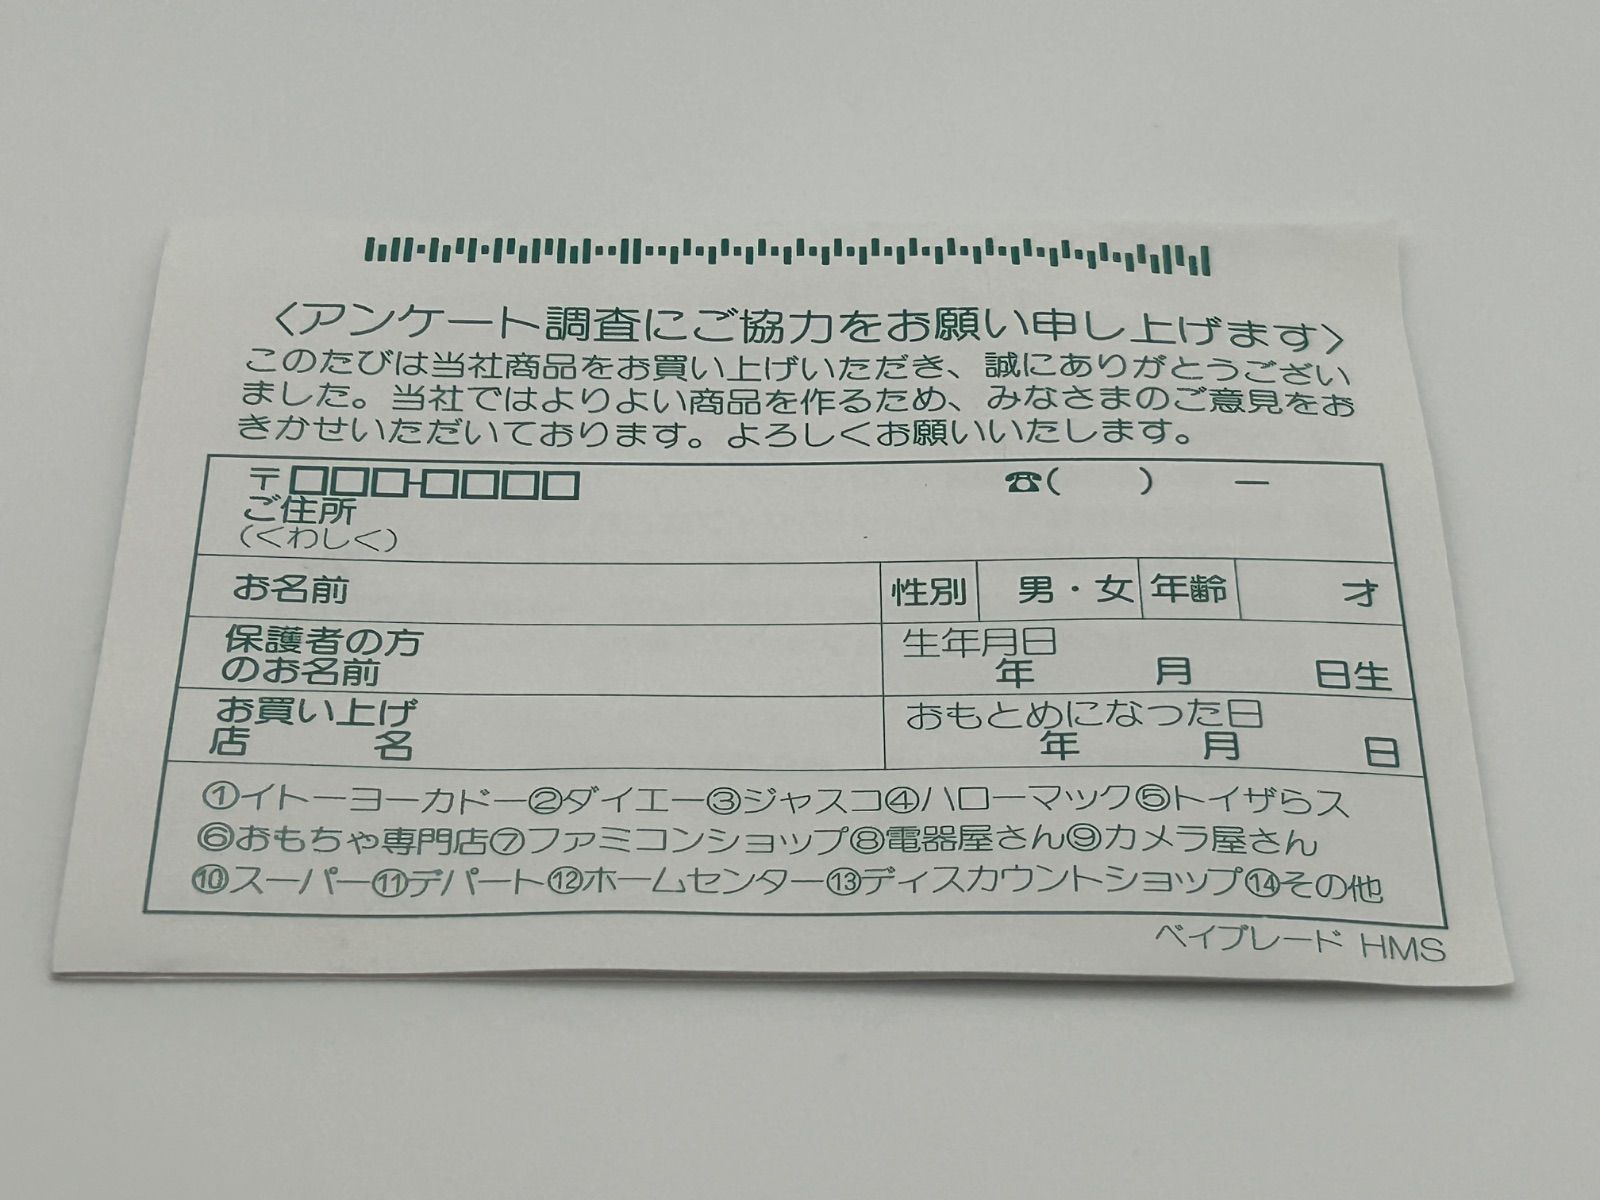 〈アンケート調査にご協力をお願い申し上げます〉
このたびは当社商品をお買い上げいただき、誠にありがとうござい
ました。当社ではよりよい商品を作るため、みなさまのご意見をお
きかせいただいております。よろしくお願いいたします。
〒□□□-□□□□ ☎( ) ー
ご住所
(くわしく)
お名前 性別 男・女 年齢 才
保護者の方 生年月日
のお名前 年 月 日生
お買い上げ おもとめになった日
店 名 年 月 日
①イトーヨーカドー②ダイエー③ジャスコ④ハローマック⑤トイザらス
⑥おもちゃ専門店⑦ファミコンショップ⑧電器屋さん⑨カメラ屋さん
⑩スーパー⑪デパート⑫ホームセンター⑬ディスカウントショップ⑭その他
ベイブレード HMS